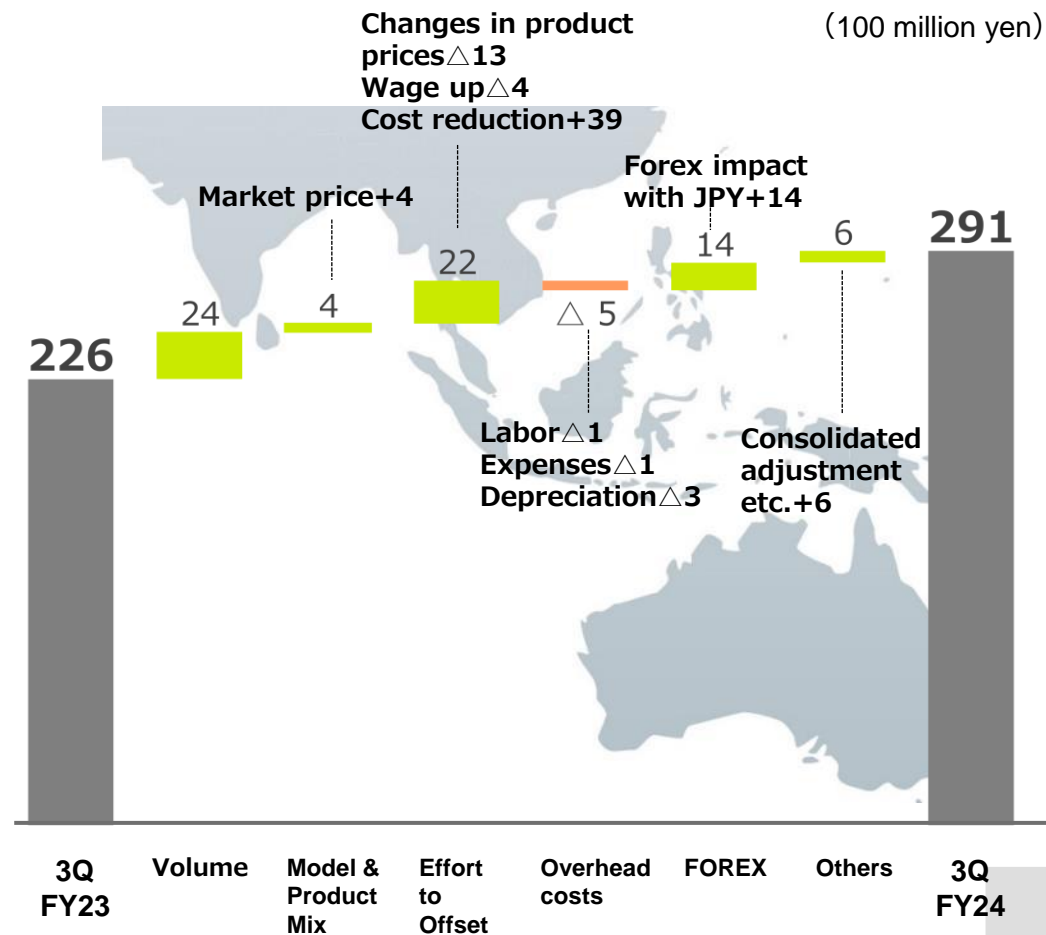 （100 million yen）
Changes in product
prices△13
Wage up△4
Cost reduction+39
Market price+4
Forex impact
with JPY+14
226
24
4
22
△ 5
14
6
291
Labor△1
Expenses△1
Depreciation△3
Consolidated
adjustment
etc.+6
3Q
FY23
Volume
Model &
Product
Mix
Effort
to
Offset
Overhead
costs
FOREX
Others
3Q
FY24